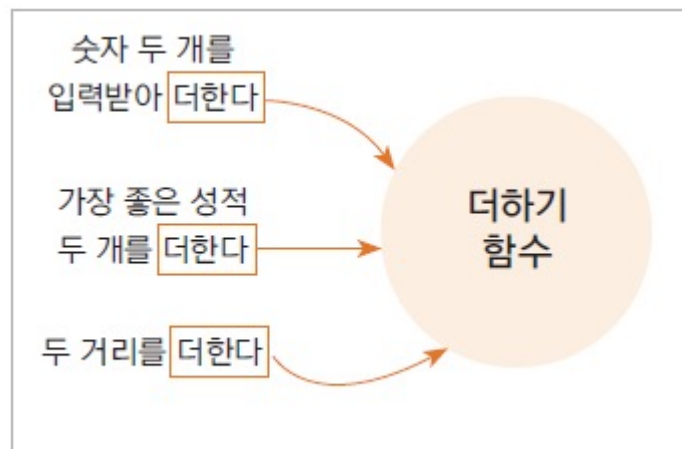 숫자 두 개를
입력받아 더한다
가장 좋은 성적
두 개를 더한다
두 거리를 더한다
더하기
함수